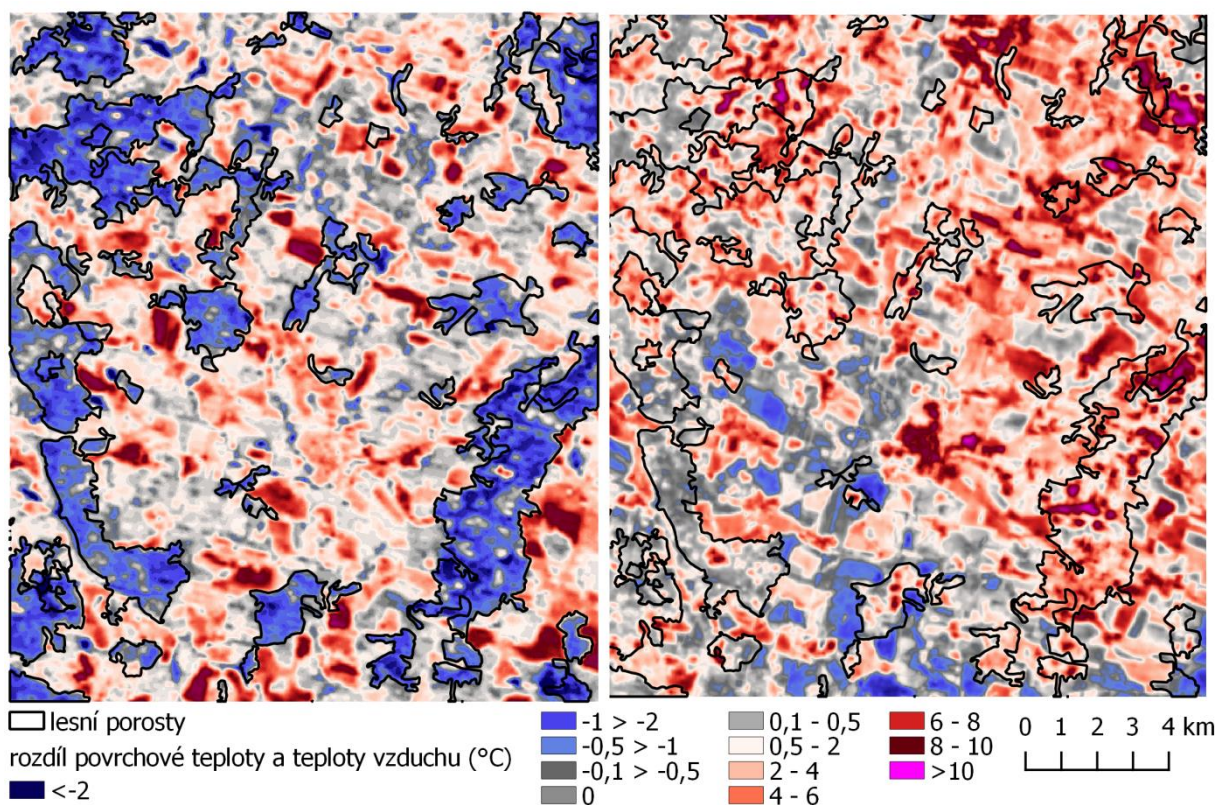 lesní porosty
rozdíl povrchové teploty a teploty vzduchu (°C)
<-2
-1 > -2
-0,5 > -1
-0,1 > -0,5
0
0,1 - 0,5
0,5 - 2
2 - 4
4 - 6
6 - 8
8 - 10
>10
0 1 2 3 4 km